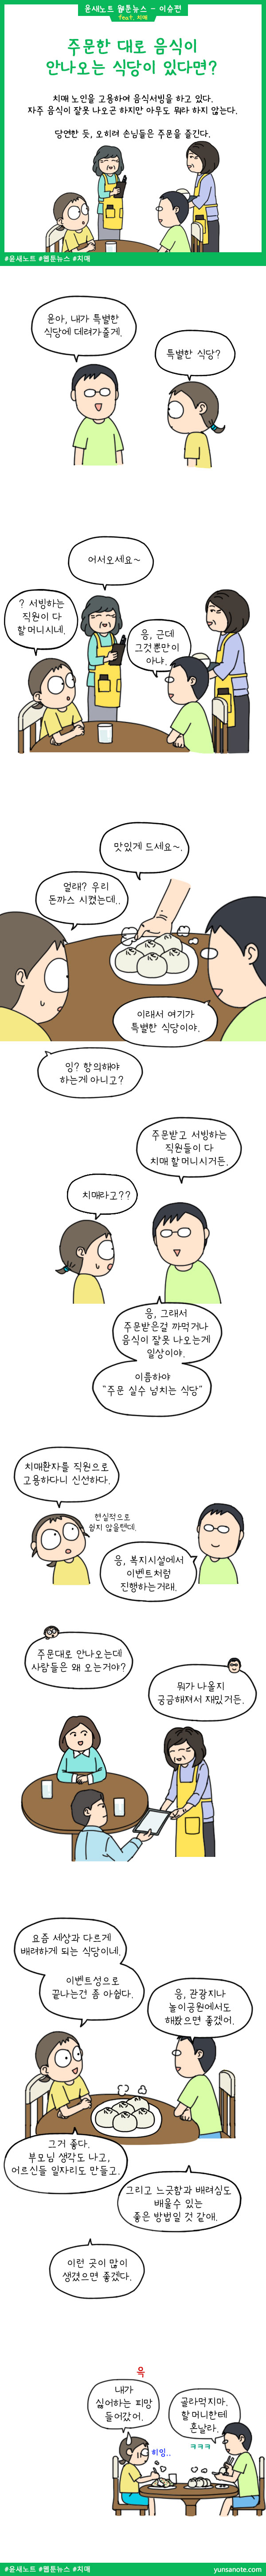 윤새노트 웹툰뉴스 - 이슈편
feat. 치매
주문한 대로 음식이
안나오는 식당이 있다면?
치매 노인을 고용하여 음식서빙을 하고 있다.
자주 음식이 잘못 나오곤 하지만 아무도 뭐라 하지 않는다.
당연한 듯, 오히려 손님들은 주문을 즐긴다.
#윤새노트 #웹툰뉴스 #치매
윤아, 내가 특별한
식당에 데려가줄게.
특별한 식당?
어서오세요~
? 서빙하는
직원이 다
할머니시네.
응, 근데
그것뿐만이
아냐.
맛있게 드세요~.
얼래? 우리
돈까스 시켰는데..
이래서 여기가
특별한 식당이야.
잉? 항의해야
하는게 아니고?
주문받고 서빙하는
직원들이 다
치매 할머니시거든.
치매라고??
응, 그래서
주문받은걸 까먹거나
음식이 잘못 나오는게
일상이야.
이름하야
"주문 실수 넘치는 식당"
치매환자를 직원으로
고용하다니 신선하다.
현실적으로
쉽지 않을텐데.
응, 복지시설에서
이벤트처럼
진행하는거래.
주문대로 안나오는데
사람들은 왜 오는거야?
뭐가 나올지
궁금해져서 재밌거든.
요즘 세상과 다르게
배려하게 되는 식당이네.
이벤트성으로
끝나는건 좀 아쉽다.
응, 관광지나
놀이공원에서도
해봤으면 좋겠어.
그거 좋다.
부모님 생각도 나고,
어르신들 일자리도 만들고.
그리고 느긋함과 배려심도
배울수 있는
좋은 방법일 것 같애.
이런 곳이 많이
생겼으면 좋겠다.
윽
내가
싫어하는 피망
들어갔어.
히잉..
골라먹지마.
할머니한테
혼날라.
ㅋㅋㅋ
#윤새노트 #웹툰뉴스 #치매
yunsanote.com